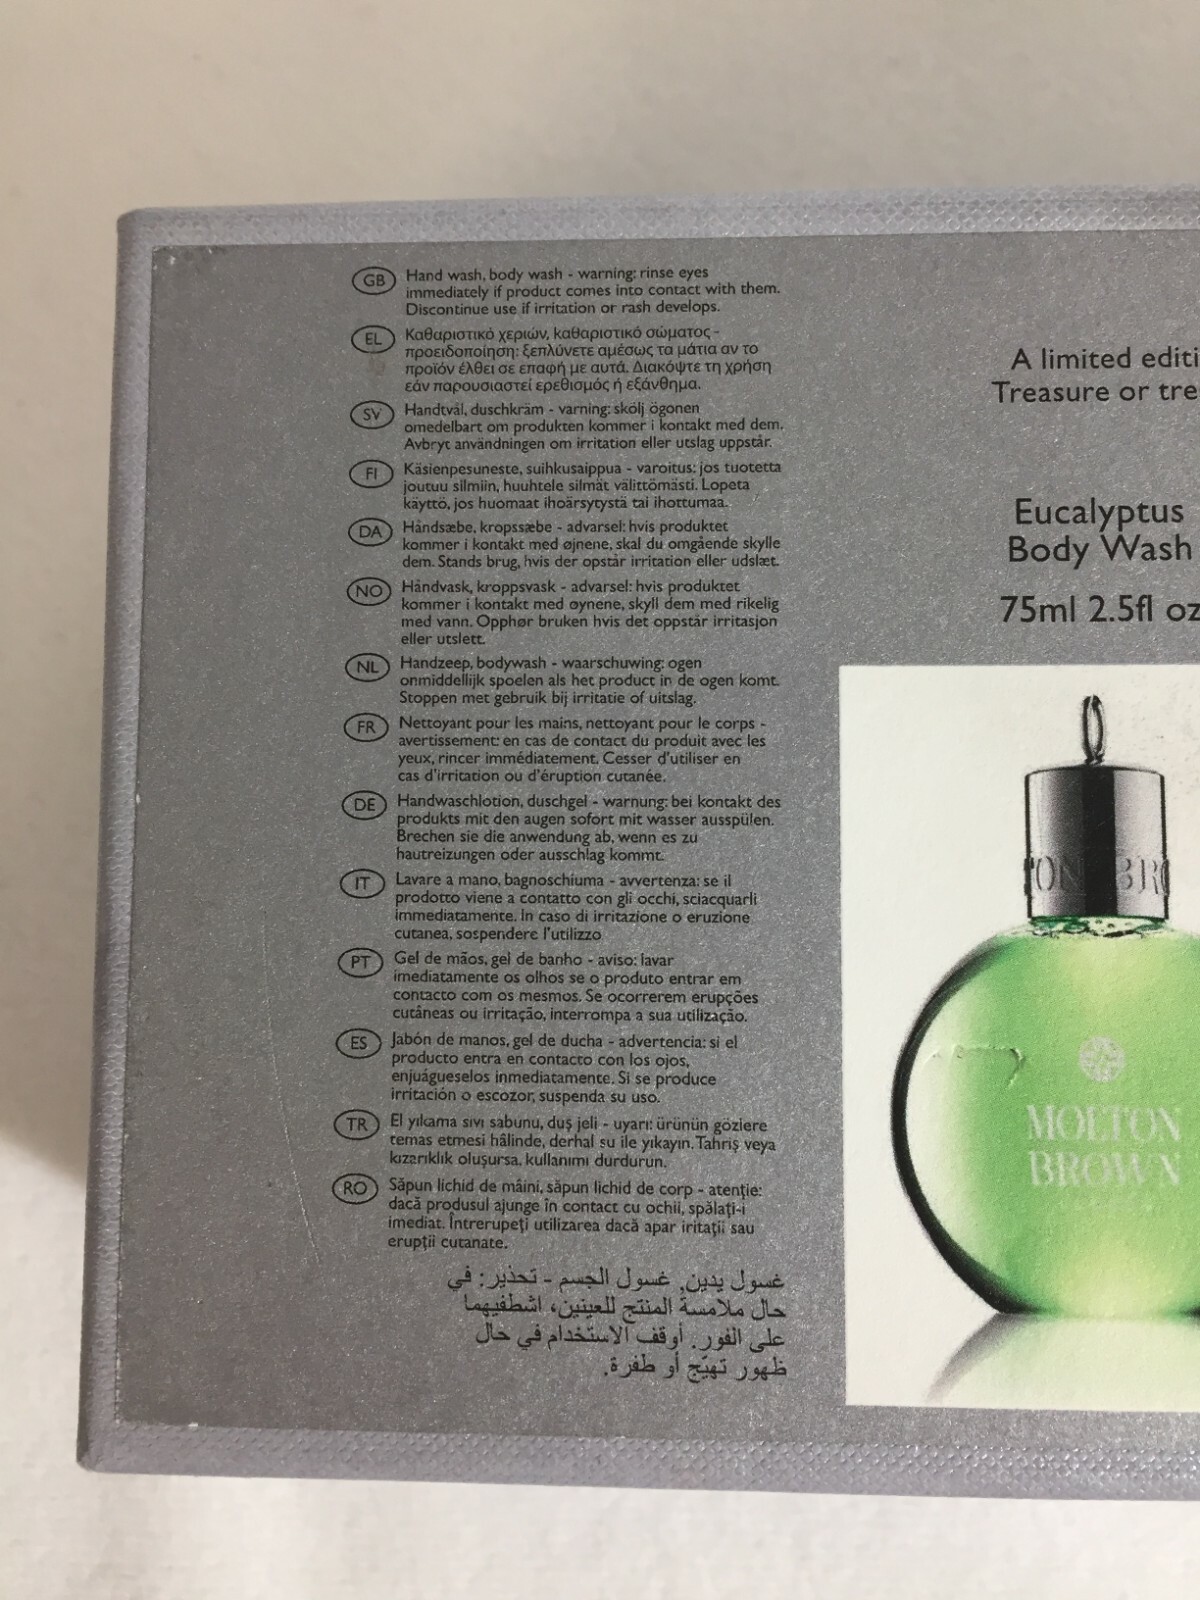 GB Hand wash, body wash - warning: rinse eyes
immediately if product comes into contact with them.
Discontinue use if irritation or rash develops.
EL Καθαριστικό χεριών, καθαριστικό σώματος -
προειδοποίηση: ξεπλύνετε αμέσως τα μάτια αν το
προϊόν έλθει σε επαφή με αυτά. Διακόψτε τη χρήση
εάν παρουσιαστεί ερεθισμός ή εξάνθημα.
SV Handtvål, duschkräm - varning: skölj ögonen
omedelbart om produkten kommer i kontakt med dem.
Avbryt användningen om irritation eller utslag uppstår.
FI Käsienpesuneste, suihkusaippua - varoitus: jos tuotetta
joutuu silmiin, huuhtele silmät välittömästi. Lopeta
käyttö, jos huomaat ihoärsytystä tai ihottumaa.
DA Håndsæbe, kropssæbe - advarsel: hvis produktet
kommer i kontakt med øjnene, skal du omgående skylle
dem. Stands brug, hvis der opstår irritation eller udslæt.
NO Håndvask, kroppsvask - advarsel: hvis produktet
kommer i kontakt med øynene, skyll dem med rikelig
med vann. Opphør bruken hvis det oppstår irritasjon
eller utslett.
NL Handzeep, bodywash - waarschuwing: ogen
onmiddellijk spoelen als het product in de ogen komt.
Stoppen met gebruik bij irritatie of uitslag.
FR Nettoyant pour les mains, nettoyant pour le corps -
avertissement: en cas de contact du produit avec les
yeux, rincer immédiatement. Cesser d'utiliser en
cas d'irritation ou d'éruption cutanée.
DE Handwaschlotion, duschgel - warnung: bei kontakt des
produkts mit den augen sofort mit wasser ausspülen.
Brechen sie die anwendung ab, wenn es zu
hautreizungen oder ausschlag kommt.
IT Lavare a mano, bagnoschiuma - avvertenza: se il
prodotto viene a contatto con gli occhi, sciacquarli
immediatamente. In caso di irritazione o eruzione
cutanea, sospendere l'utilizzo
PT Gel de mãos, gel de banho - aviso: lavar
imediatamente os olhos se o produto entrar em
contacto com os mesmos. Se ocorrerem erupções
cutâneas ou irritação, interrompa a sua utilização.
ES Jabón de manos, gel de ducha - advertencia: si el
producto entra en contacto con los ojos,
enjuágueselos inmediatamente. Si se produce
irritación o escozor, suspenda su uso.
TR El yıkama sıvı sabunu, duş jeli - uyarı: ürünün gözlere
temas etmesi hâlinde, derhal su ile yıkayın. Tahriş veya
kızarıklık oluşursa, kullanımı durdurun.
RO Săpun lichid de mâini, săpun lichid de corp - atenție:
dacă produsul ajunge în contact cu ochii, spălați-i
imediat. Întrerupeți utilizarea dacă apar iritații sau
erupții cutanate.
غسول يدين, غسول الجسم - تحذير: في
حال ملامسة المنتج للعينين، اشطفيهما
على الفور. أوقف الاستخدام في حال
ظهور تهيّج أو طفرة.
A limited editi
Treasure or tre
Eucalyptus
Body Wash
75ml 2.5fl oz
TON BRO
MOLTON
BROWN